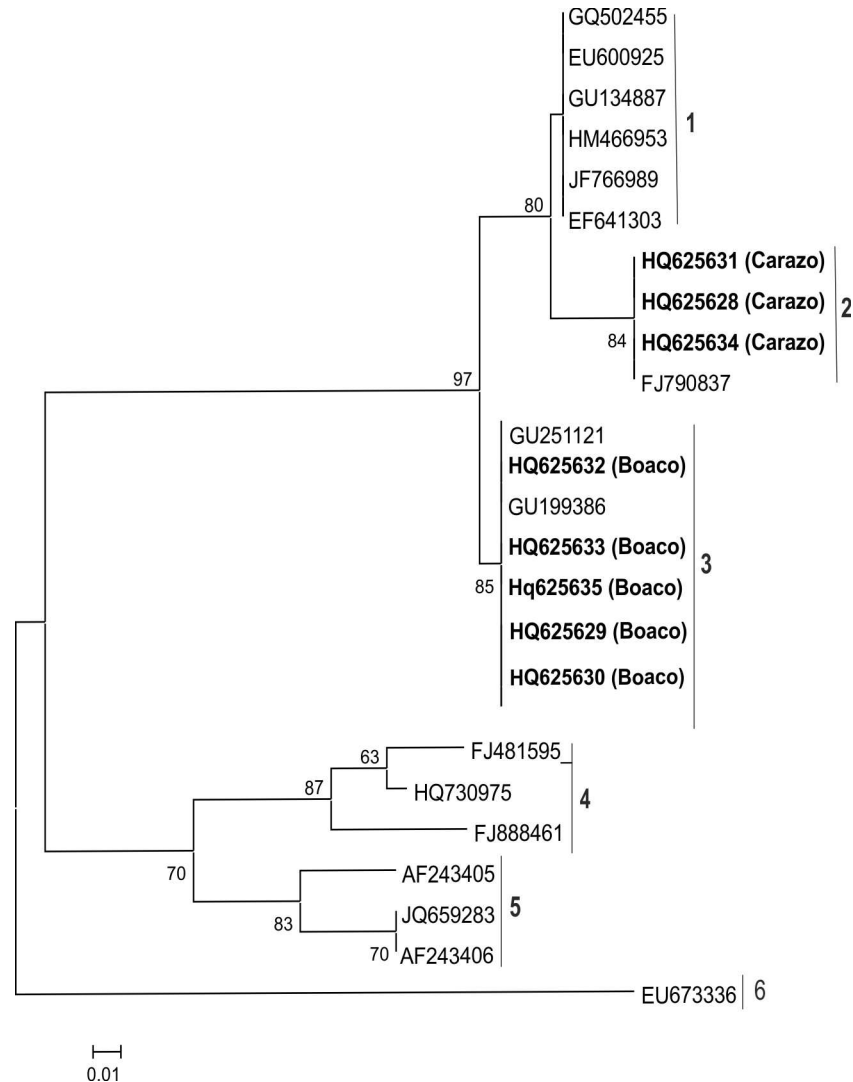 GQ502455
EU600925
GU134887
1
HM466953
JF766989
80
EF641303
HQ625631 (Carazo)
HQ625628 (Carazo)
2
84
HQ625634 (Carazo)
97
FJ790837
GU251121
HQ625632 (Boaco)
GU199386
HQ625633 (Boaco)
3
85
Hq625635 (Boaco)
HQ625629 (Boaco)
HQ625630 (Boaco)
63
FJ481595_
87
HQ730975
4
FJ888461
70
AF243405
5
83
JQ659283
70
AF243406
EU673336
6
0.01